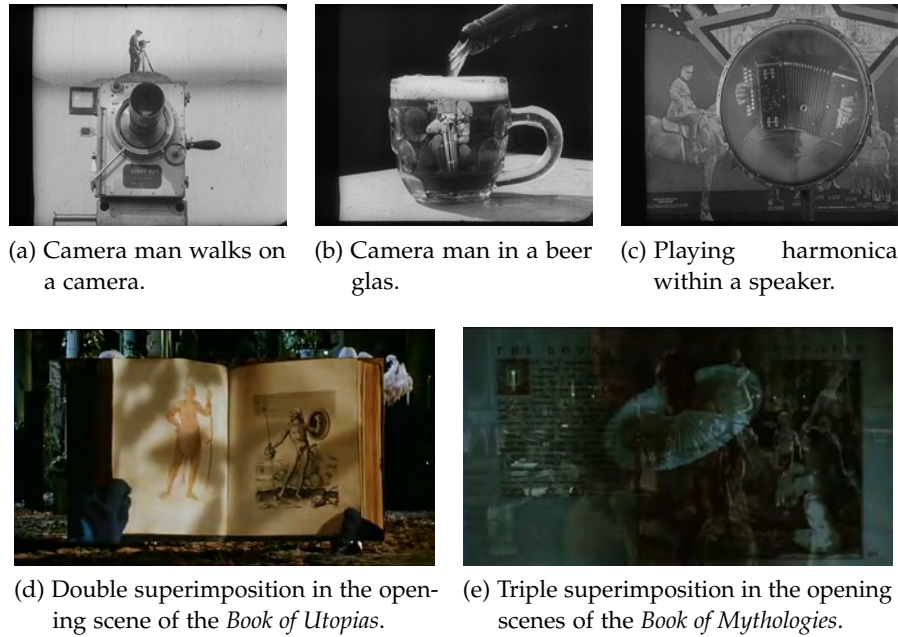 (a) Camera man walks on
a camera.
(b) Camera man in a beer
glas.
(c) Playing harmonica
within a speaker.
(d) Double superimposition in the open-
ing scene of the Book of Utopias.
(e) Triple superimposition in the opening
scenes of the Book of Mythologies.